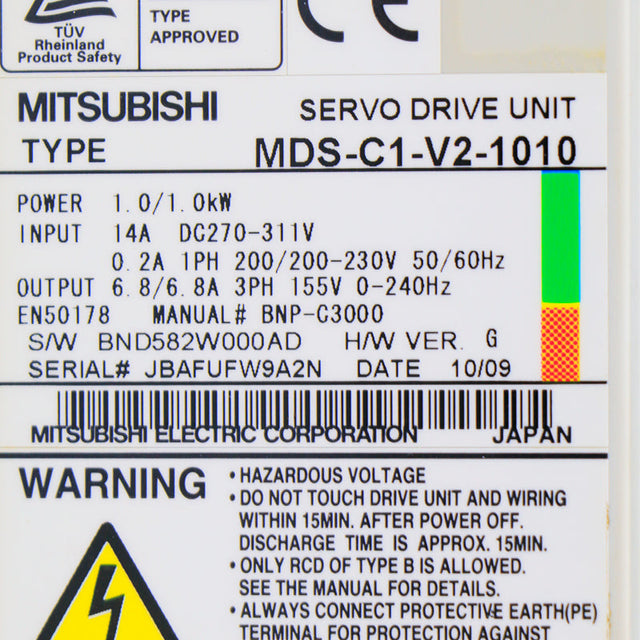 TÜV
Rheinland
Product Safety
TYPE
APPROVED
CE
MITSUBISHI SERVO DRIVE UNIT
TYPE MDS-C1-V2-1010
POWER 1.0/1.0kW
INPUT 14A DC270-311V
0.2A 1PH 200/200-230V 50/60Hz
OUTPUT 6.8/6.8A 3PH 155V 0-240Hz
EN50178 MANUAL# BNP-C3000
S/W BND582W000AD H/W VER. G
SERIAL# JBAFUFW9A2N DATE 10/09
MITSUBISHI ELECTRIC CORPORATION JAPAN
WARNING
• HAZARDOUS VOLTAGE
• DO NOT TOUCH DRIVE UNIT AND WIRING
WITHIN 15MIN. AFTER POWER OFF.
DISCHARGE TIME IS APPROX. 15MIN.
• ONLY RCD OF TYPE B IS ALLOWED.
SEE THE MANUAL FOR DETAILS.
• ALWAYS CONNECT PROTECTIVE EARTH(PE)
TERMINAL FOR PROTECTION AGAINST